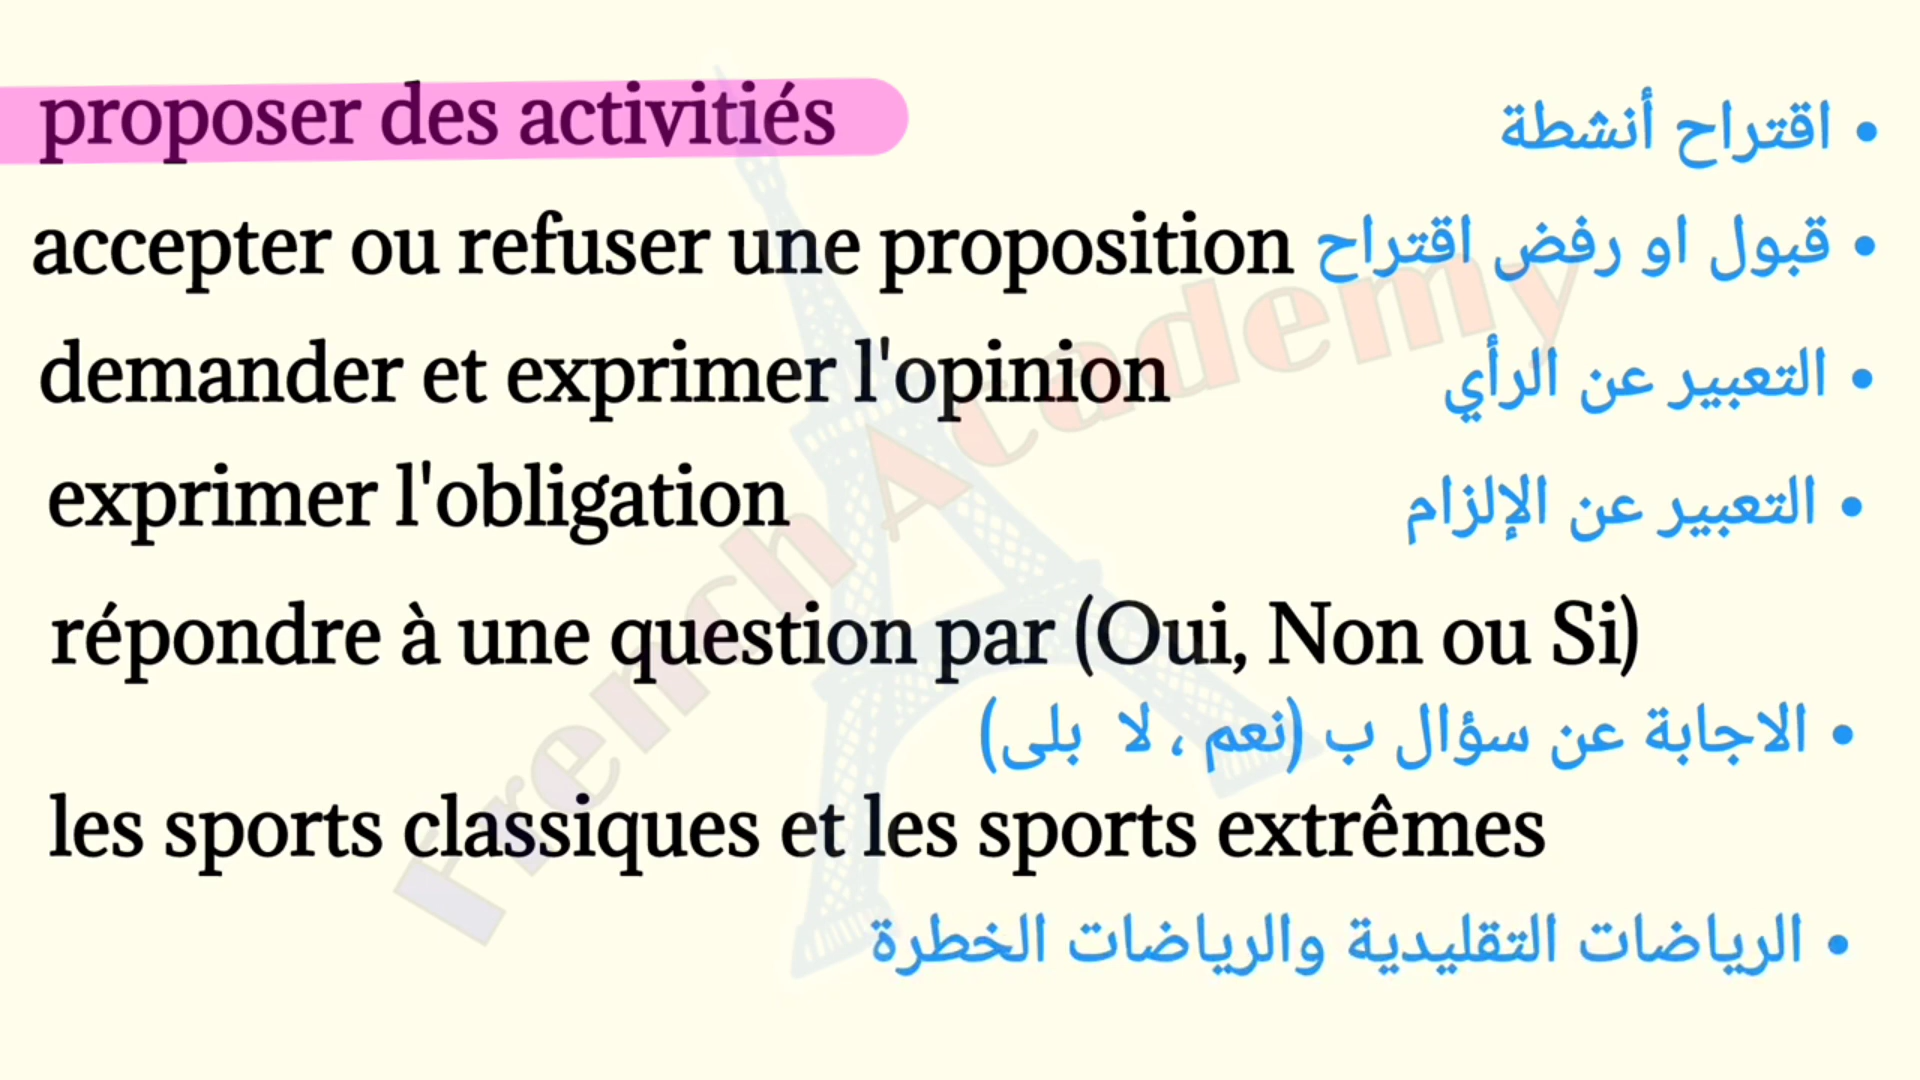 proposer des activitiés
• اقتراح أنشطة
accepter ou refuser une proposition
• قبول او رفض اقتراح
demander et exprimer l'opinion
• التعبير عن الرأي
exprimer l'obligation
• التعبير عن الإلزام
répondre à une question par (Oui, Non ou Si)
• الاجابة عن سؤال ب (نعم ، لا بلى)
les sports classiques et les sports extrêmes
• الرياضات التقليدية والرياضات الخطرة
French Academy